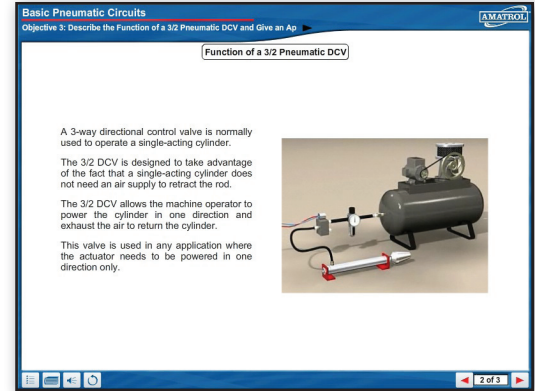 Basic Pneumatic Circuits
AMATROL
Objective 3: Describe the Function of a 3/2 Pneumatic DCV and Give an Ap
Function of a 3/2 Pneumatic DCV
A 3-way directional control valve is normally
used to operate a single-acting cylinder.
The 3/2 DCV is designed to take advantage
of the fact that a single-acting cylinder does
not need an air supply to retract the rod.
The 3/2 DCV allows the machine operator to
power the cylinder in one direction and
exhaust the air to return the cylinder.
This valve is used in any application where
the actuator needs to be powered in one
direction only.
2 of 3